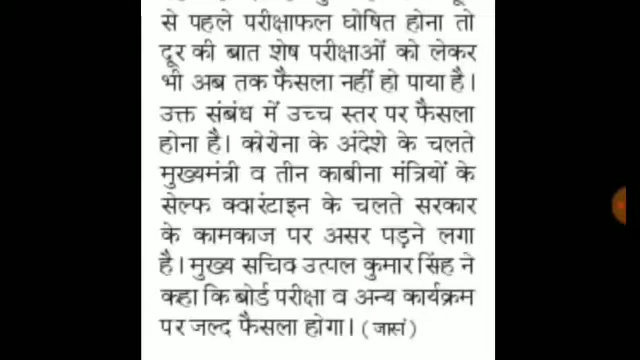 से पहले परीक्षाफल घोषित होना तो
दूर की बात शेष परीक्षाओं को लेकर
भी अब तक फैसला नहीं हो पाया है।
उक्त संबंध में उच्च स्तर पर फैसला
होना है। कोरोना के अंदेशे के चलते
मुख्यमंत्री व तीन काबीना मंत्रियों के
सेल्फ क्वारंटाइन के चलते सरकार
के कामकाज पर असर पड़ने लगा
है। मुख्य सचिव उत्पल कुमार सिंह ने
कहा कि बोर्ड परीक्षा व अन्य कार्यक्रम
पर जल्द फैसला होगा। (जासं)